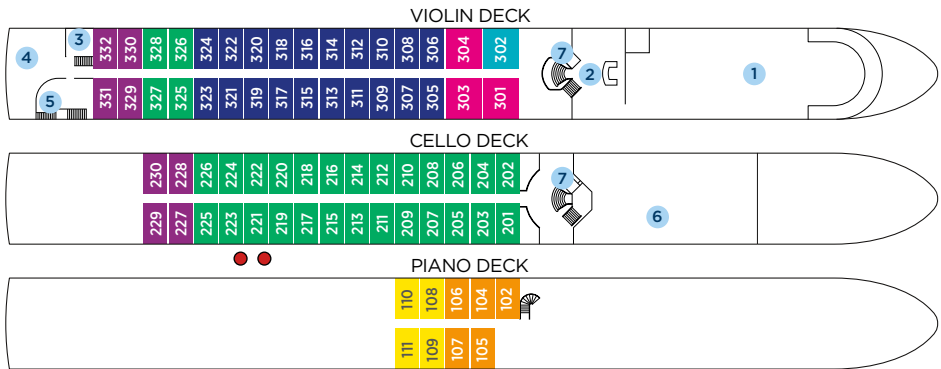 VIOLIN DECK
3
332 330 328 326 324 322 320 318 316 314 312 310 308 306 304 302
4
7
2
1
5
331 329 327 325 323 321 319 317 315 313 311 309 307 305 303 301
CELLO DECK
230 228 226 224 222 220 218 216 214 212 210 208 206 204 202
7
6
229 227 225 223 221 219 217 215 213 211 209 207 205 203 201
PIANO DECK
110 108 106 104 102
111 109 107 105